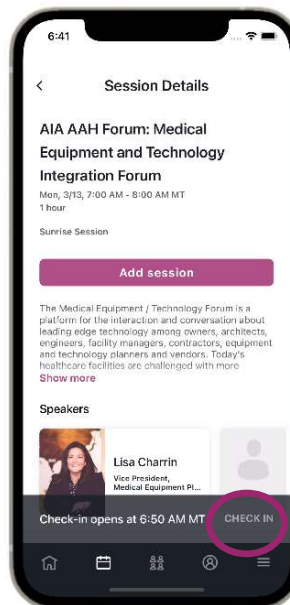 6:41
Session Details
AIA AAH Forum: Medical
Equipment and Technology
Integration Forum
Mon, 3/13, 7:00 AM - 8:00 AM MT
1 hour
Sunrise Session
Add session
The Medical Equipment / Technology Forum is a
platform for the interaction and conversation about
leading edge technology among owners, architects,
engineers, facility managers, contractors, equipment
and technology planners and vendors. Today's
healthcare facilities are challenged with more
Show more
Speakers
Lisa Charrin
Vice President,
Medical Equipment Pl...
Check-in opens at 6:50 AM MT CHECK IN